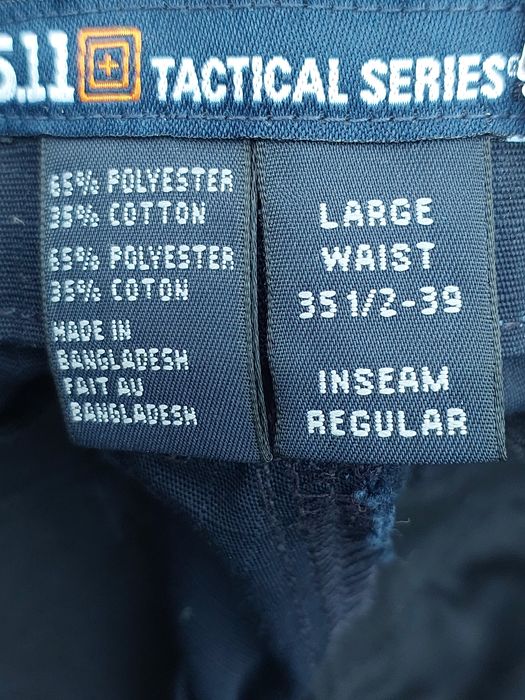 5.11 TACTICAL SERIES
65% POLYESTER
35% COTTON
65% POLYESTER
35% COTON
MADE IN
BANGLADESH
FAIT AU
BANGLADESH
LARGE
WAIST
35 1/2-39
INSEAM
REGULAR